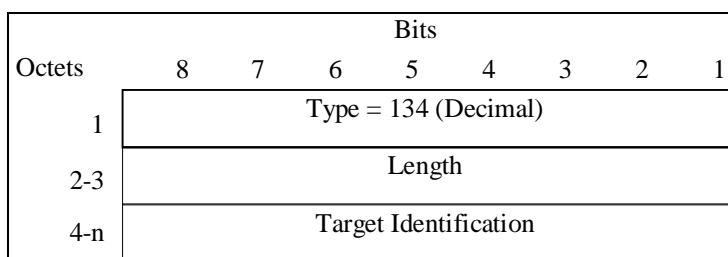 Bits
Octets 8 7 6 5 4 3 2 1
1 Type = 134 (Decimal)
2-3 Length
4-n Target Identification